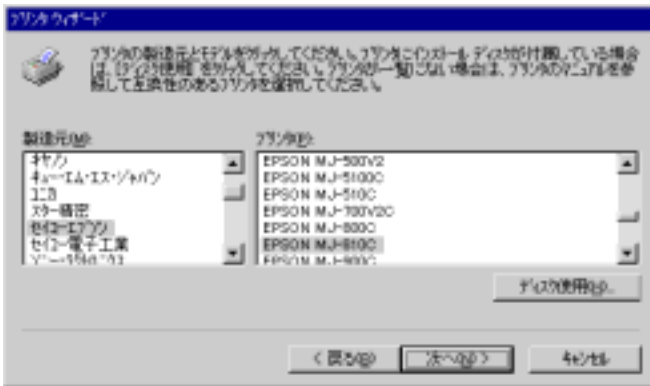 プリンタ ウィザード
プリンタの製造元とモデルをクリックしてください。プリンタにインストール ディスクが付属している場合
は、[ディスク使用] をクリックしてください。プリンタが一覧にない場合は、プリンタのマニュアルを参
照して互換性のあるプリンタを選択してください。
製造元(M):
プリンタ(P):
キヤノン
キュー・エム・エス・ジャパン
ユニカ
スター精密
セイコーエプソン
セイコー電子工業
EPSON MJ-500V2
EPSON MJ-5100C
EPSON MJ-510C
EPSON MJ-700V2C
EPSON MJ-800C
EPSON MJ-810C
EPSON MJ-900C
ディスク使用(H)...
< 戻る(B)
次へ(N) >
キャンセル